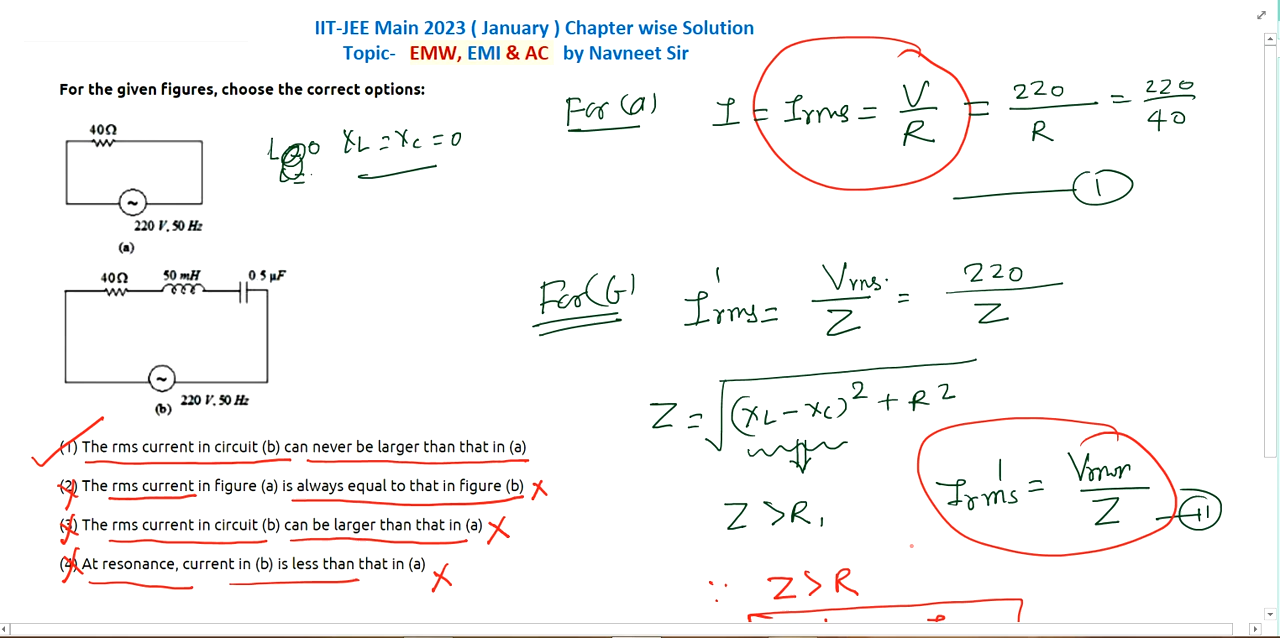 IIT-JEE Main 2023 ( January ) Chapter wise Solution
Topic- EMW, EMI & AC by Navneet Sir
For the given figures, choose the correct options:
40Ω
220 V, 50 Hz
(a)
XL = Xc = 0
40Ω
50 mH
0 5 μF
220 V, 50 Hz
(b)
(1) The rms current in circuit (b) can never be larger than that in (a)
(2) The rms current in figure (a) is always equal to that in figure (b) ×
(3) The rms current in circuit (b) can be larger than that in (a) ×
(4) At resonance, current in (b) is less than that in (a) ×
For (a) I = Irms = V/R = 220/R = 220/40
1
For (b) I'rms = Vrms/Z = 220/Z
Z = √(XL – XC)² + R²
Z > R,
I'rms = Vrms/Z
∵ Z > R